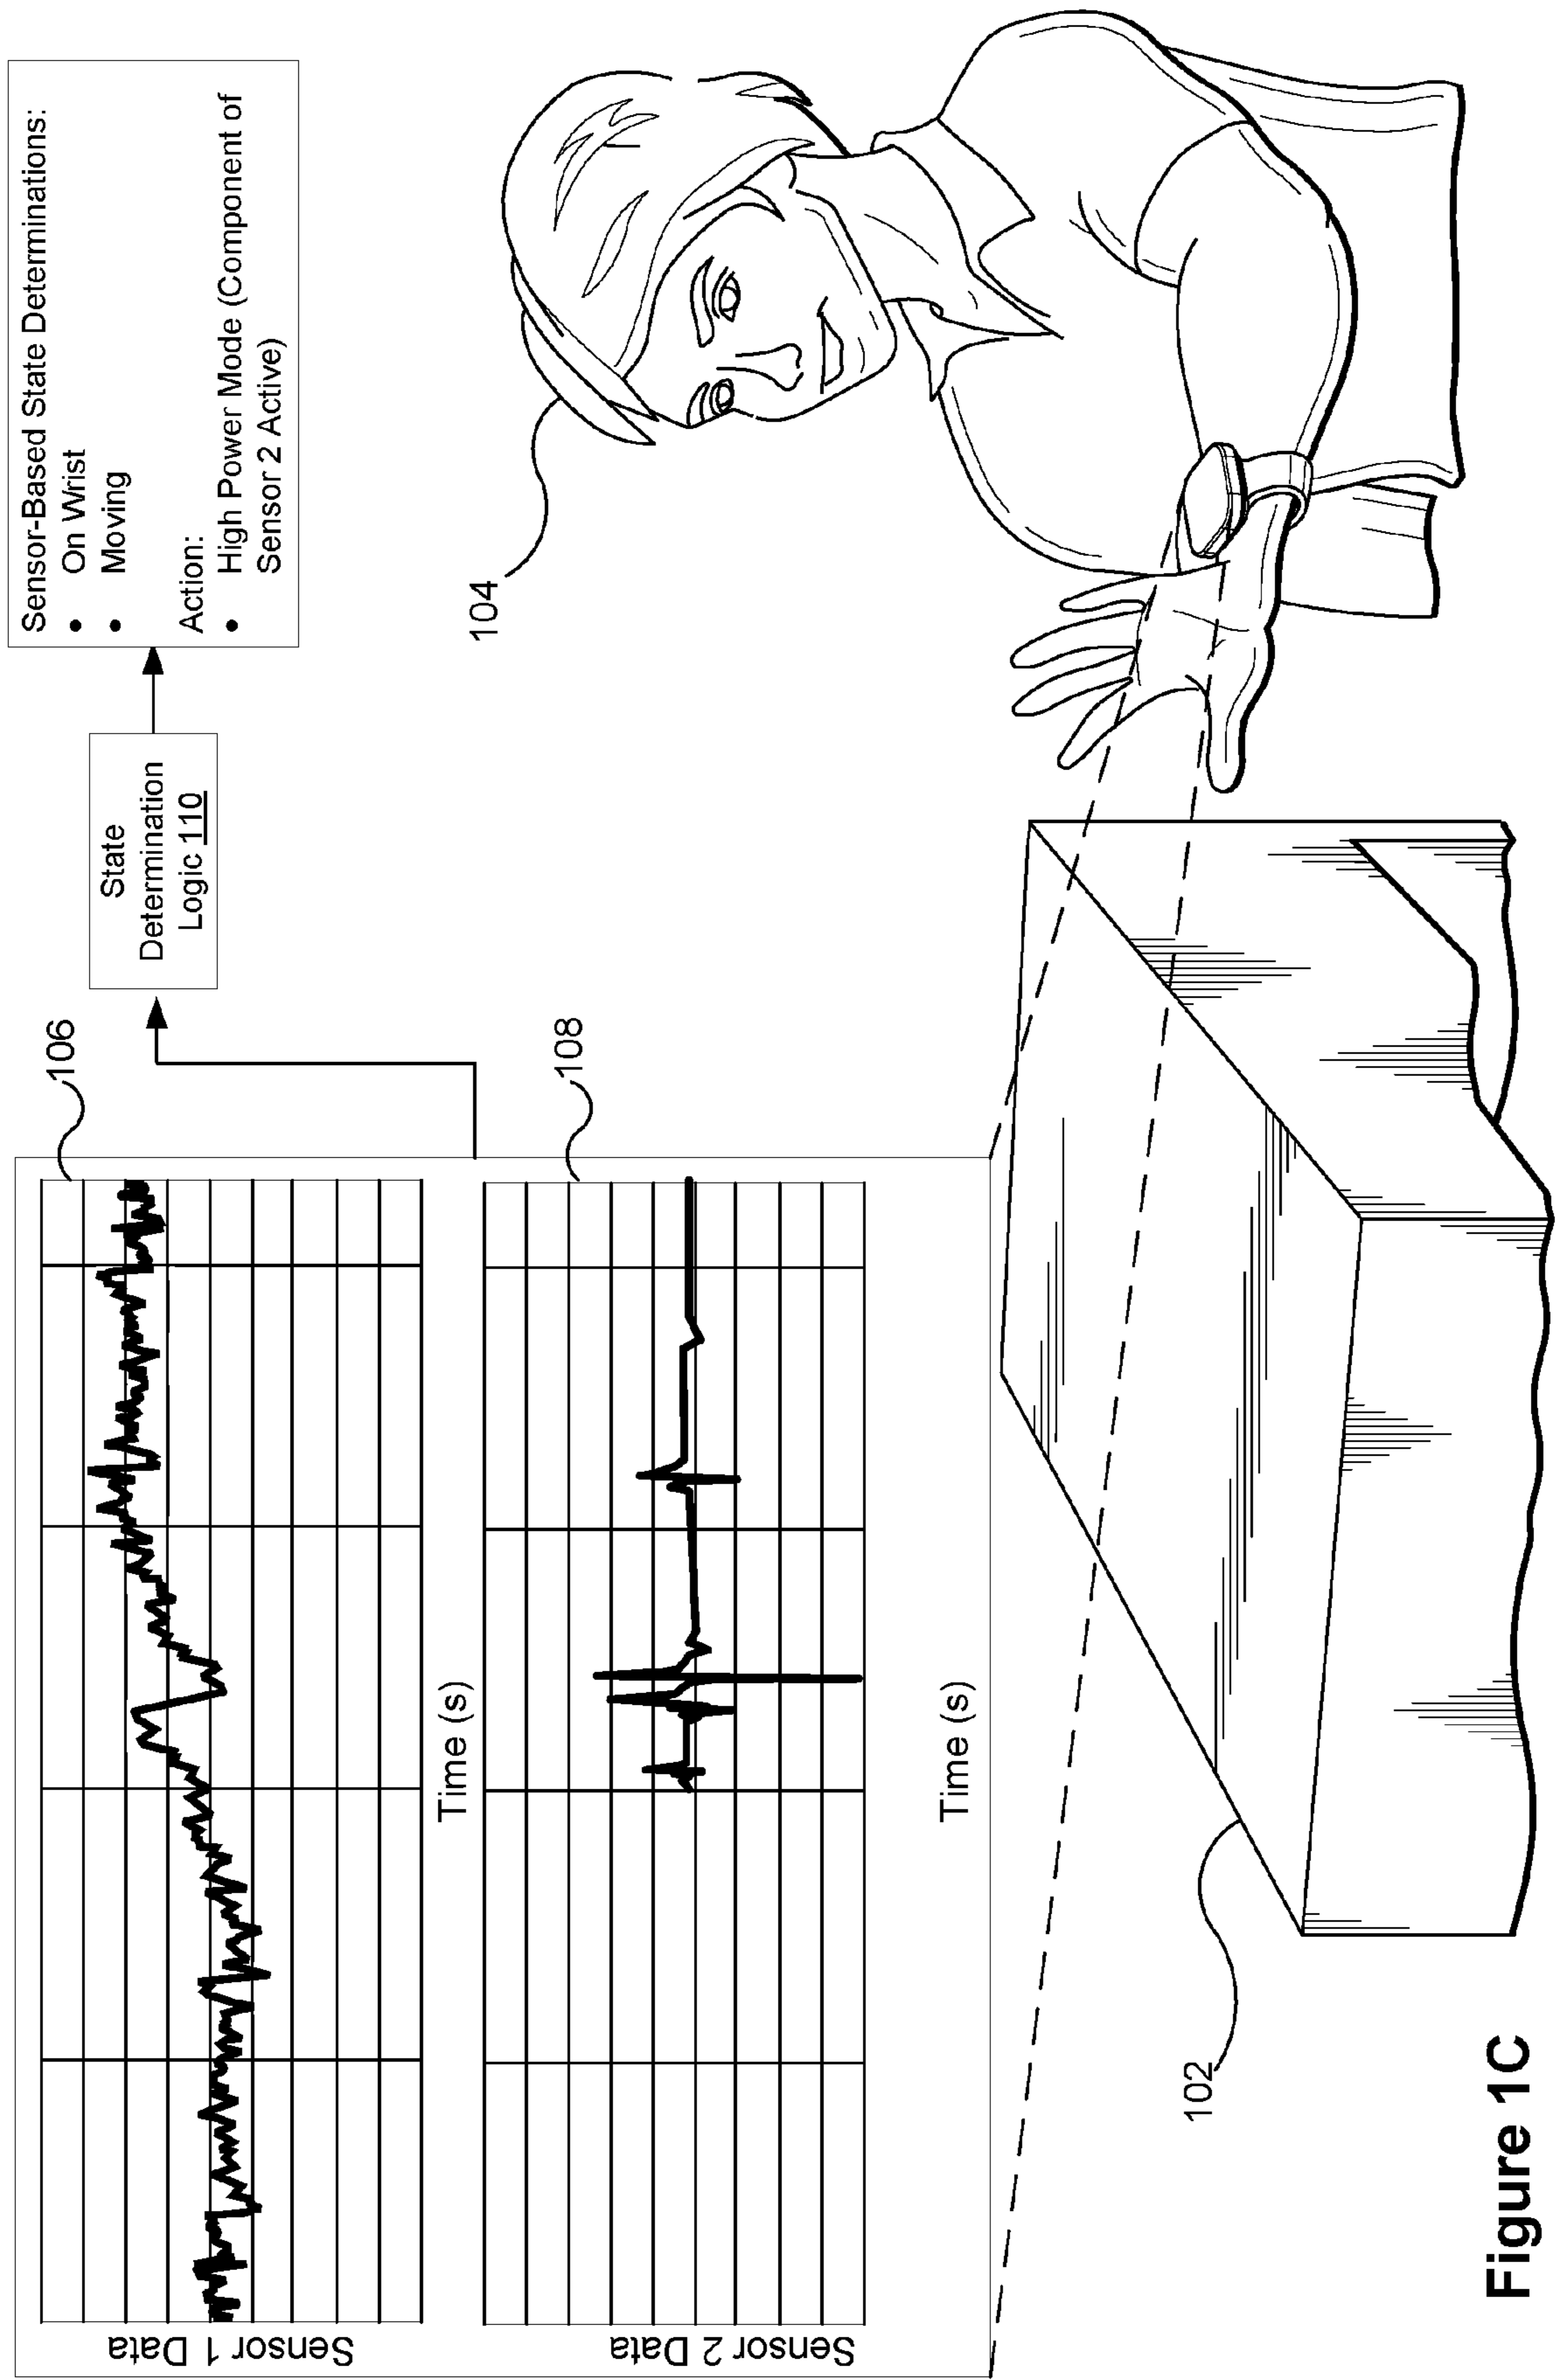 Sensor 1 Data
106
Time (s)
Sensor 2 Data
108
Time (s)
State
Determination
Logic 110
Sensor-Based State Determinations:
• On Wrist
• Moving
Action:
• High Power Mode (Component of
Sensor 2 Active)
104
102
Figure 1C